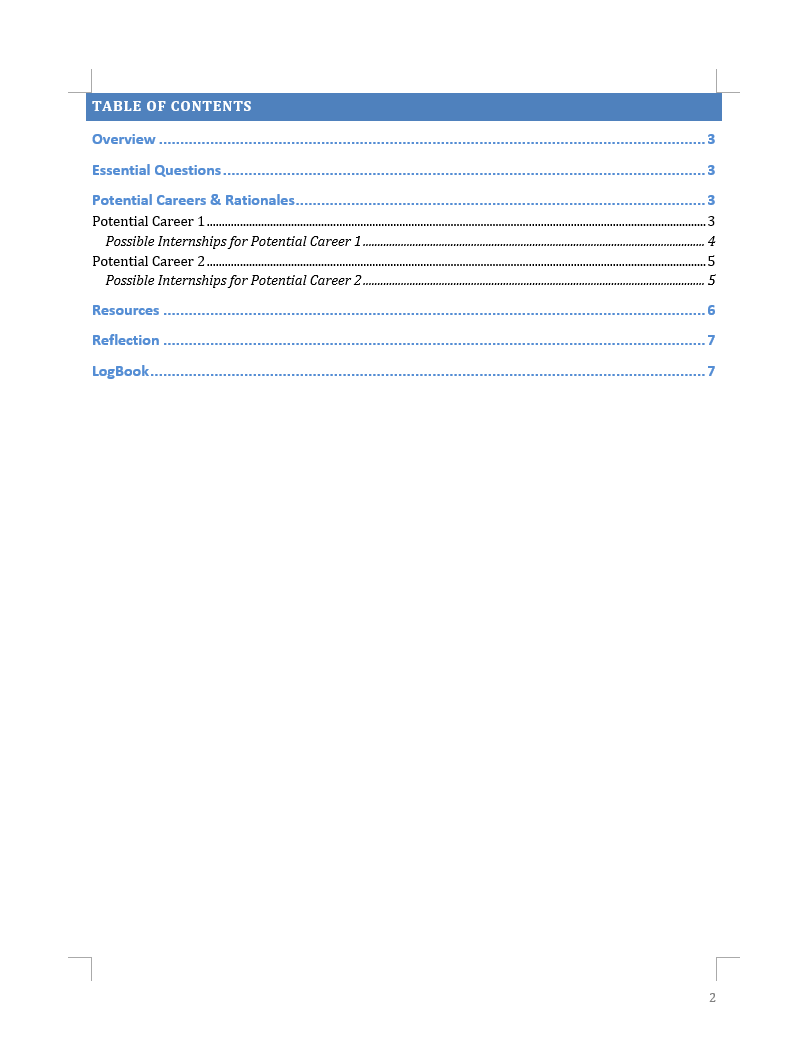 TABLE OF CONTENTS
Overview ........................................................................................................................... 3
Essential Questions ........................................................................................................... 3
Potential Careers & Rationales .......................................................................................... 3
Potential Career 1 .............................................................................................................. 3
Possible Internships for Potential Career 1 ....................................................................... 4
Potential Career 2 .............................................................................................................. 5
Possible Internships for Potential Career 2 ....................................................................... 5
Resources .......................................................................................................................... 6
Reflection .......................................................................................................................... 7
LogBook ............................................................................................................................ 7
2